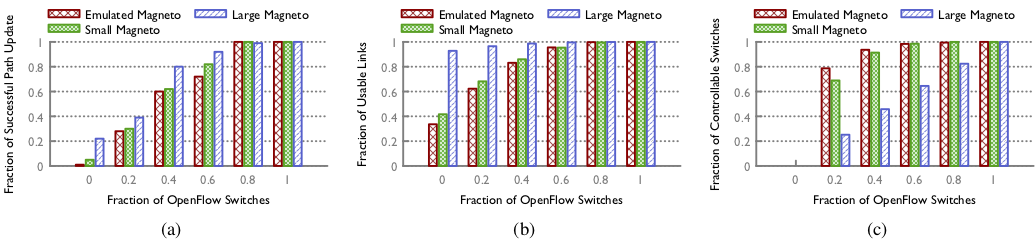 Emulated Magneto
Large Magneto
Small Magneto
Fraction of Successful Path Update
1
0.8
0.6
0.4
0.2
0
0 0.2 0.4 0.6 0.8 1
Fraction of OpenFlow Switches
(a)
Emulated Magneto
Large Magneto
Small Magneto
Fraction of Usable Links
1
0.8
0.6
0.4
0.2
0
0 0.2 0.4 0.6 0.8 1
Fraction of OpenFlow Switches
(b)
Emulated Magneto
Large Magneto
Small Magneto
Fraction of Controllable Switches
1
0.8
0.6
0.4
0.2
0
0 0.2 0.4 0.6 0.8 1
Fraction of OpenFlow Switches
(c)